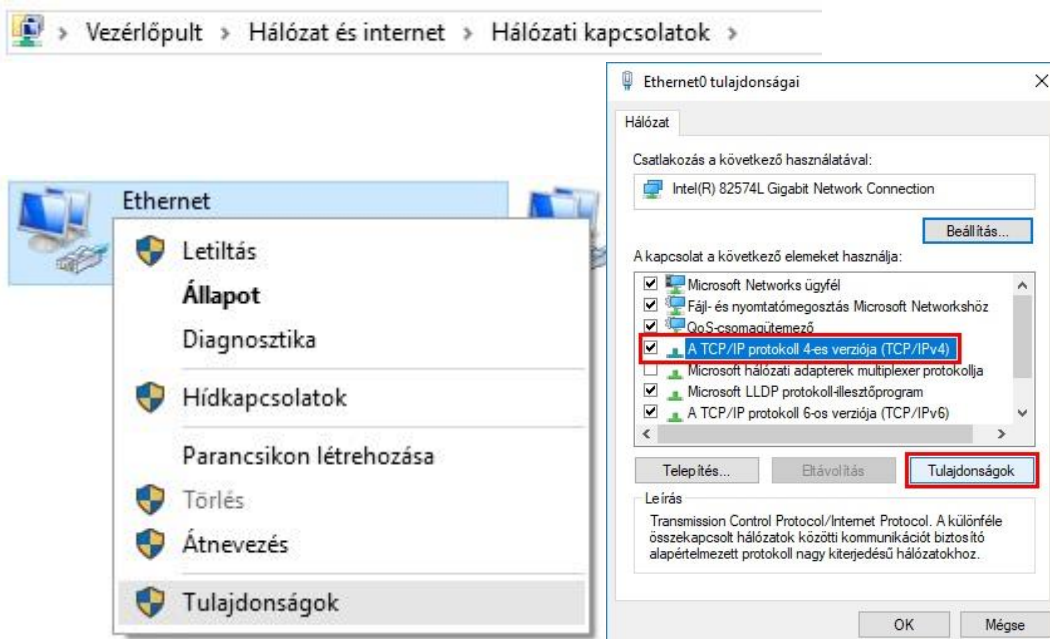 Vezérlőpult > Hálózat és internet > Hálózati kapcsolatok >
Ethernet
Letiltás
Állapot
Diagnosztika
Hídkapcsolatok
Parancsikon létrehozása
Törlés
Átnevezés
Tulajdonságok
Ethernet0 tulajdonságai
Hálózat
Csatlakozás a következő használatával:
Intel(R) 82574L Gigabit Network Connection
Beállítás...
A kapcsolat a következő elemeket használja:
Microsoft Networks ügyfél
Fájl- és nyomtatómegosztás Microsoft Networkshöz
QoS-csomagütemező
A TCP/IP protokoll 4-es verziója (TCP/IPv4)
Microsoft hálózati adapterek multiplexer protokollja
Microsoft LLDP protokoll-illesztőprogram
A TCP/IP protokoll 6-os verziója (TCP/IPv6)
Telepítés... Eltávolítás Tulajdonságok
Leírás
Transmission Control Protocol/Internet Protocol. A különféle
összekapcsolt hálózatok közötti kommunikációt biztosító
alapértelmezett protokoll nagy kiterjedésű hálózatokhoz.
OK Mégse